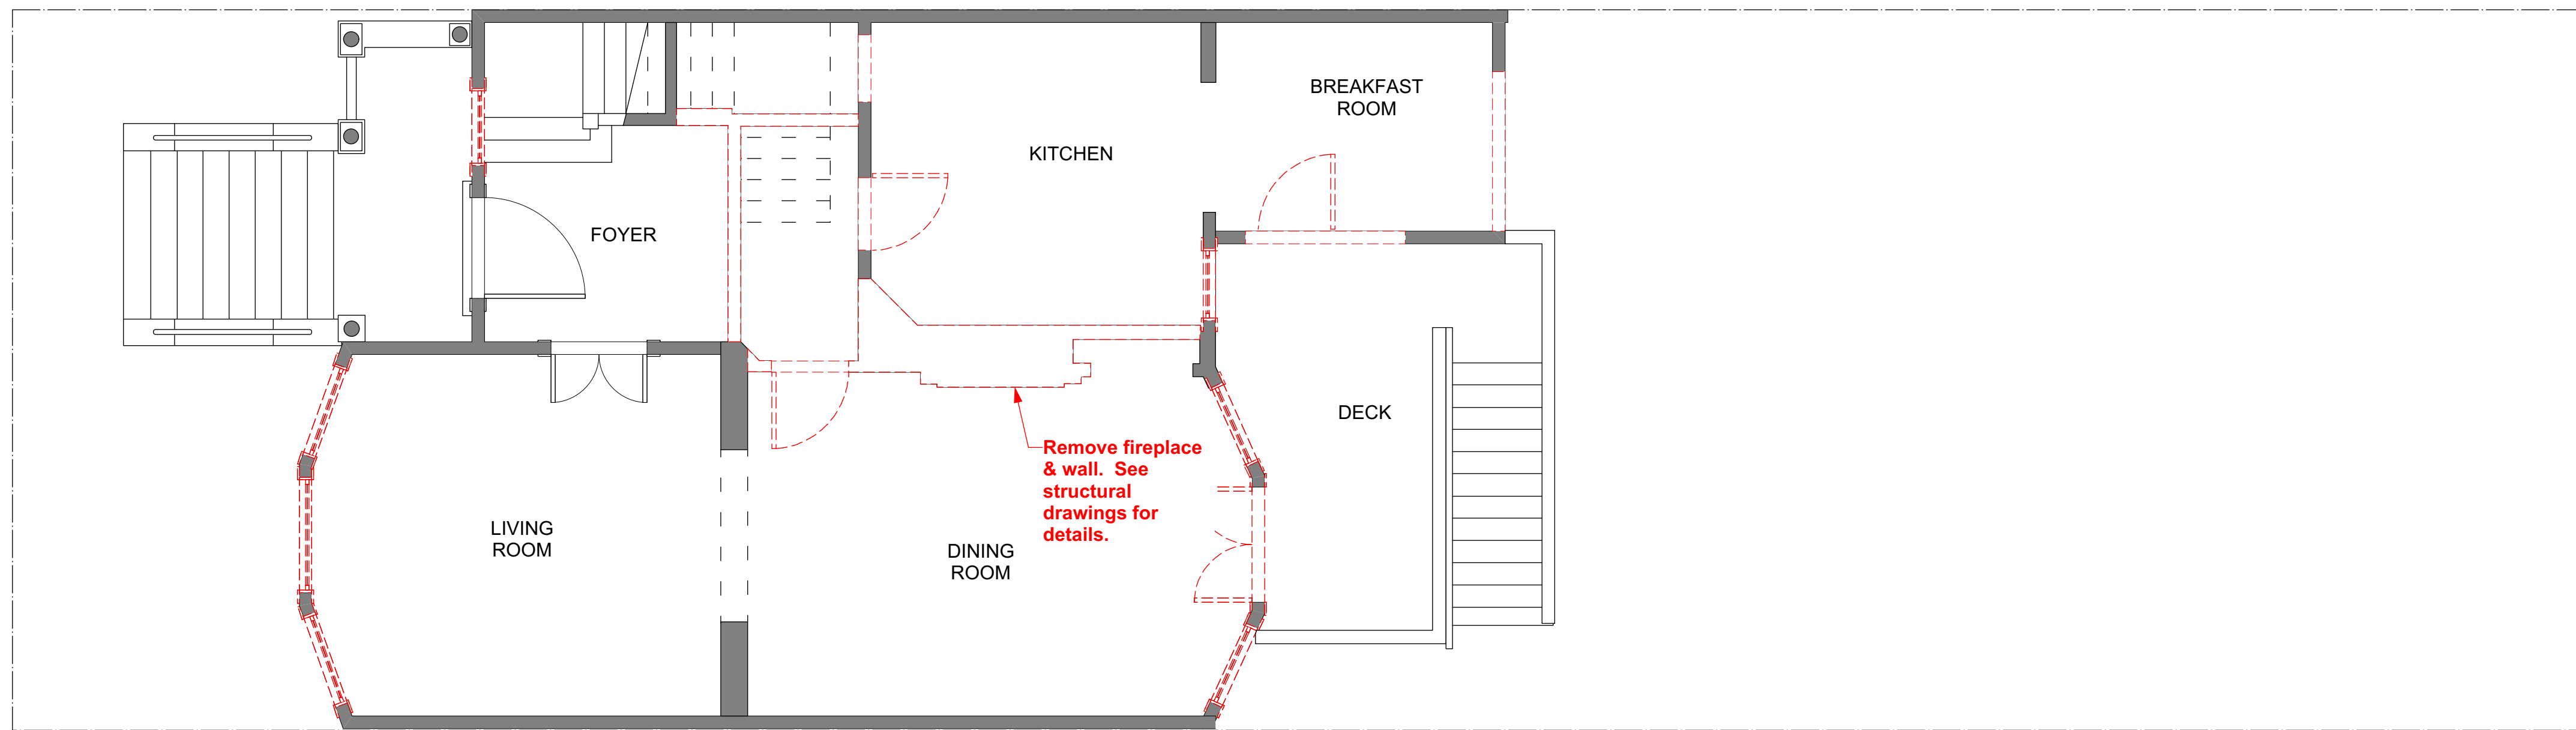 BREAKFAST
ROOM
KITCHEN
FOYER
DECK
Remove fireplace
& wall.  See
structural
drawings for
details.
LIVING
ROOM
DINING
ROOM